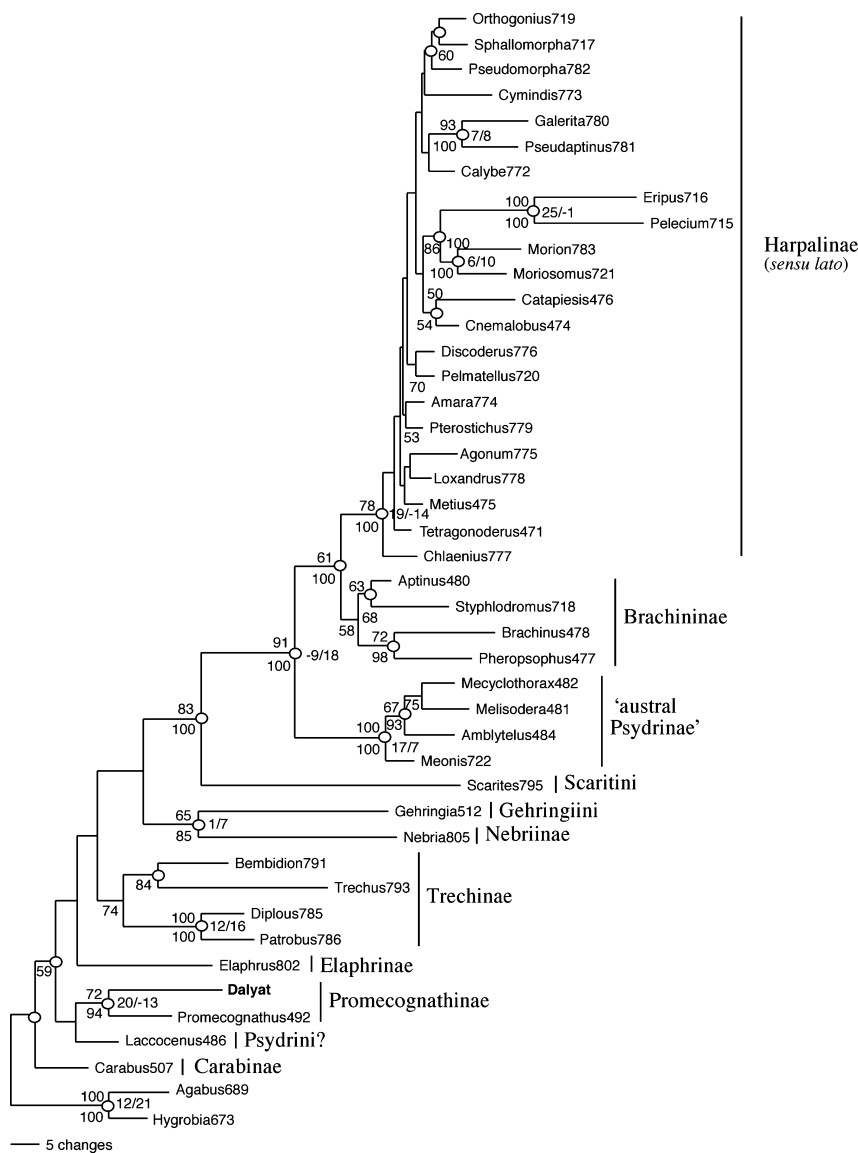 Orthogonius719
Sphallomorpha717
60
Pseudomorpha782
Cymindis773
Galerita780
93
7/8
100
Pseudaptinus781
Calybe772
Eripus716
100
25/-1
100
Pelecium715
Harpalinae
(sensu lato)
86
100
Morion783
6/10
100
Moriosomus721
50
Catapiesis476
54
Cnemalobus474
Discoderus776
Pelmatellus720
70
Amara774
Pterostichus779
53
Agonum775
Loxandrus778
Metius475
78
19/-14
100
Tetragonoderus471
Chlaenius777
61
100
Aptinus480
63
Styphlodromus718
68
58
Brachininae
72
Brachinus478
98
Pheropsophus477
91
-9/18
100
Mecyclothorax482
67
75
Melisodera481
93
‘austral
Psydrinae’
Amblytelus484
100
17/7
100
Meonis722
83
100
Scarites795
Scaritini
Gehringia512
Gehringiini
65
1/7
85
Nebria805
Nebriinae
Bembidion791
84
Trechus793
74
Trechinae
100
Diplous785
12/16
100
Patrobus786
59
Elaphrus802
Elaphrinae
72
Dalyat
20/-13
94
Promecognathus492
Promecognathinae
Laccocenus486
Psydrini?
Carabus507
Carabinae
100
Agabus689
12/21
100
Hygrobia673
5 changes